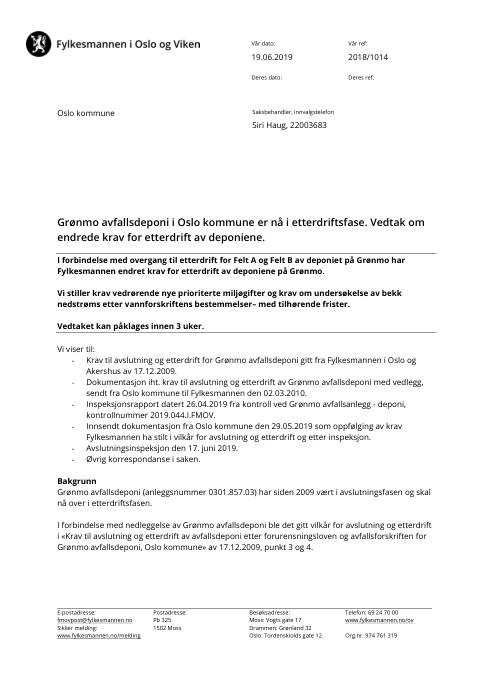 Fylkesmannen i Oslo og Viken
Vår dato:
Vår ref:
19.06.2019
2018/1014
Deres dato:
Deres ref:
Oslo kommune
Saksbehandler, innvalgstelefon
Siri Haug, 22003683
Grønmo avfallsdeponi i Oslo kommune er nå i etterdriftsfase. Vedtak om
endrede krav for etterdrift av deponiene.
I forbindelse med overgang til etterdrift for Felt A og Felt B av deponiet på Grønmo har
Fylkesmannen endret krav for etterdrift av deponiene på Grønmo.
Vi stiller krav vedrørende nye prioriterte miljøgifter og krav om undersøkelse av bekk
nedstrøms etter vannforskriftens bestemmelser– med tilhørende frister.
Vedtaket kan påklages innen 3 uker.
Vi viser til:
- Krav til avslutning og etterdrift for Grønmo avfallsdeponi gitt fra Fylkesmannen i Oslo og
Akershus av 17.12.2009.
- Dokumentasjon iht. krav til avslutning og etterdrift av Grønmo avfallsdeponi med vedlegg,
sendt fra Oslo kommune til Fylkesmannen den 02.03.2010.
- Inspeksjonsrapport datert 26.04.2019 fra kontroll ved Grønmo avfallsanlegg - deponi,
kontrollnummer 2019.044.I.FMOV.
- Innsendt dokumentasjon fra Oslo kommune den 29.05.2019 som oppfølging av krav
Fylkesmannen ha stilt i vilkår for avslutning og etterdrift og etter inspeksjon.
- Avslutningsinspeksjon den 17. juni 2019.
- Øvrig korrespondanse i saken.
Bakgrunn
Grønmo avfallsdeponi (anleggsnummer 0301.857.03) har siden 2009 vært i avslutningsfasen og skal
nå over i etterdriftsfasen.
I forbindelse med nedleggelse av Grønmo avfallsdeponi ble det gitt vilkår for avslutning og etterdrift
i «Krav til avslutning og etterdrift av avfallsdeponi etter forurensningsloven og avfallsforskriften for
Grønmo avfallsdeponi, Oslo kommune» av 17.12.2009, punkt 3 og 4.
E-postadresse:
fmovpost@fylkesmannen.no
Sikker melding:
www.fylkesmannen.no/melding
Postadresse:
Pb 325
1502 Moss
Besøksadresse:
Moss: Vogts gate 17
Drammen: Grønland 32
Oslo: Tordenskiolds gate 12
Telefon: 69 24 70 00
www.fylkesmannen.no/ov
Org.nr. 974 761 319